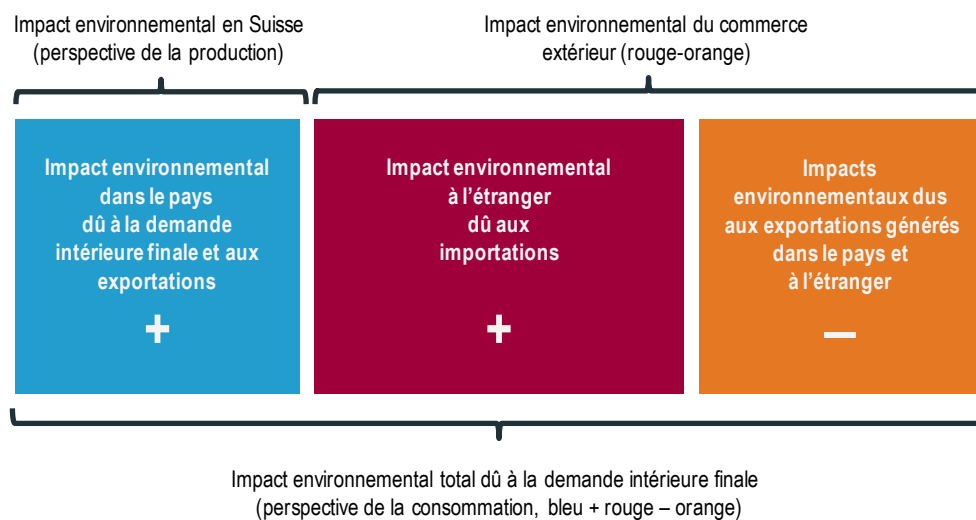 Impact environnemental en Suisse
(perspective de la production)
Impact environnemental du commerce
extérieur (rouge-orange)
Impact environnemental
dans le pays
dû à la demande
intérieure finale et aux
exportations
+
Impact environnemental
à l’étranger
dû aux
importations
+
Impacts
environnementaux dus
aux exportations générés
dans le pays et
à l’étranger
–
Impact environnemental total dû à la demande intérieure finale
(perspective de la consommation, bleu + rouge – orange)